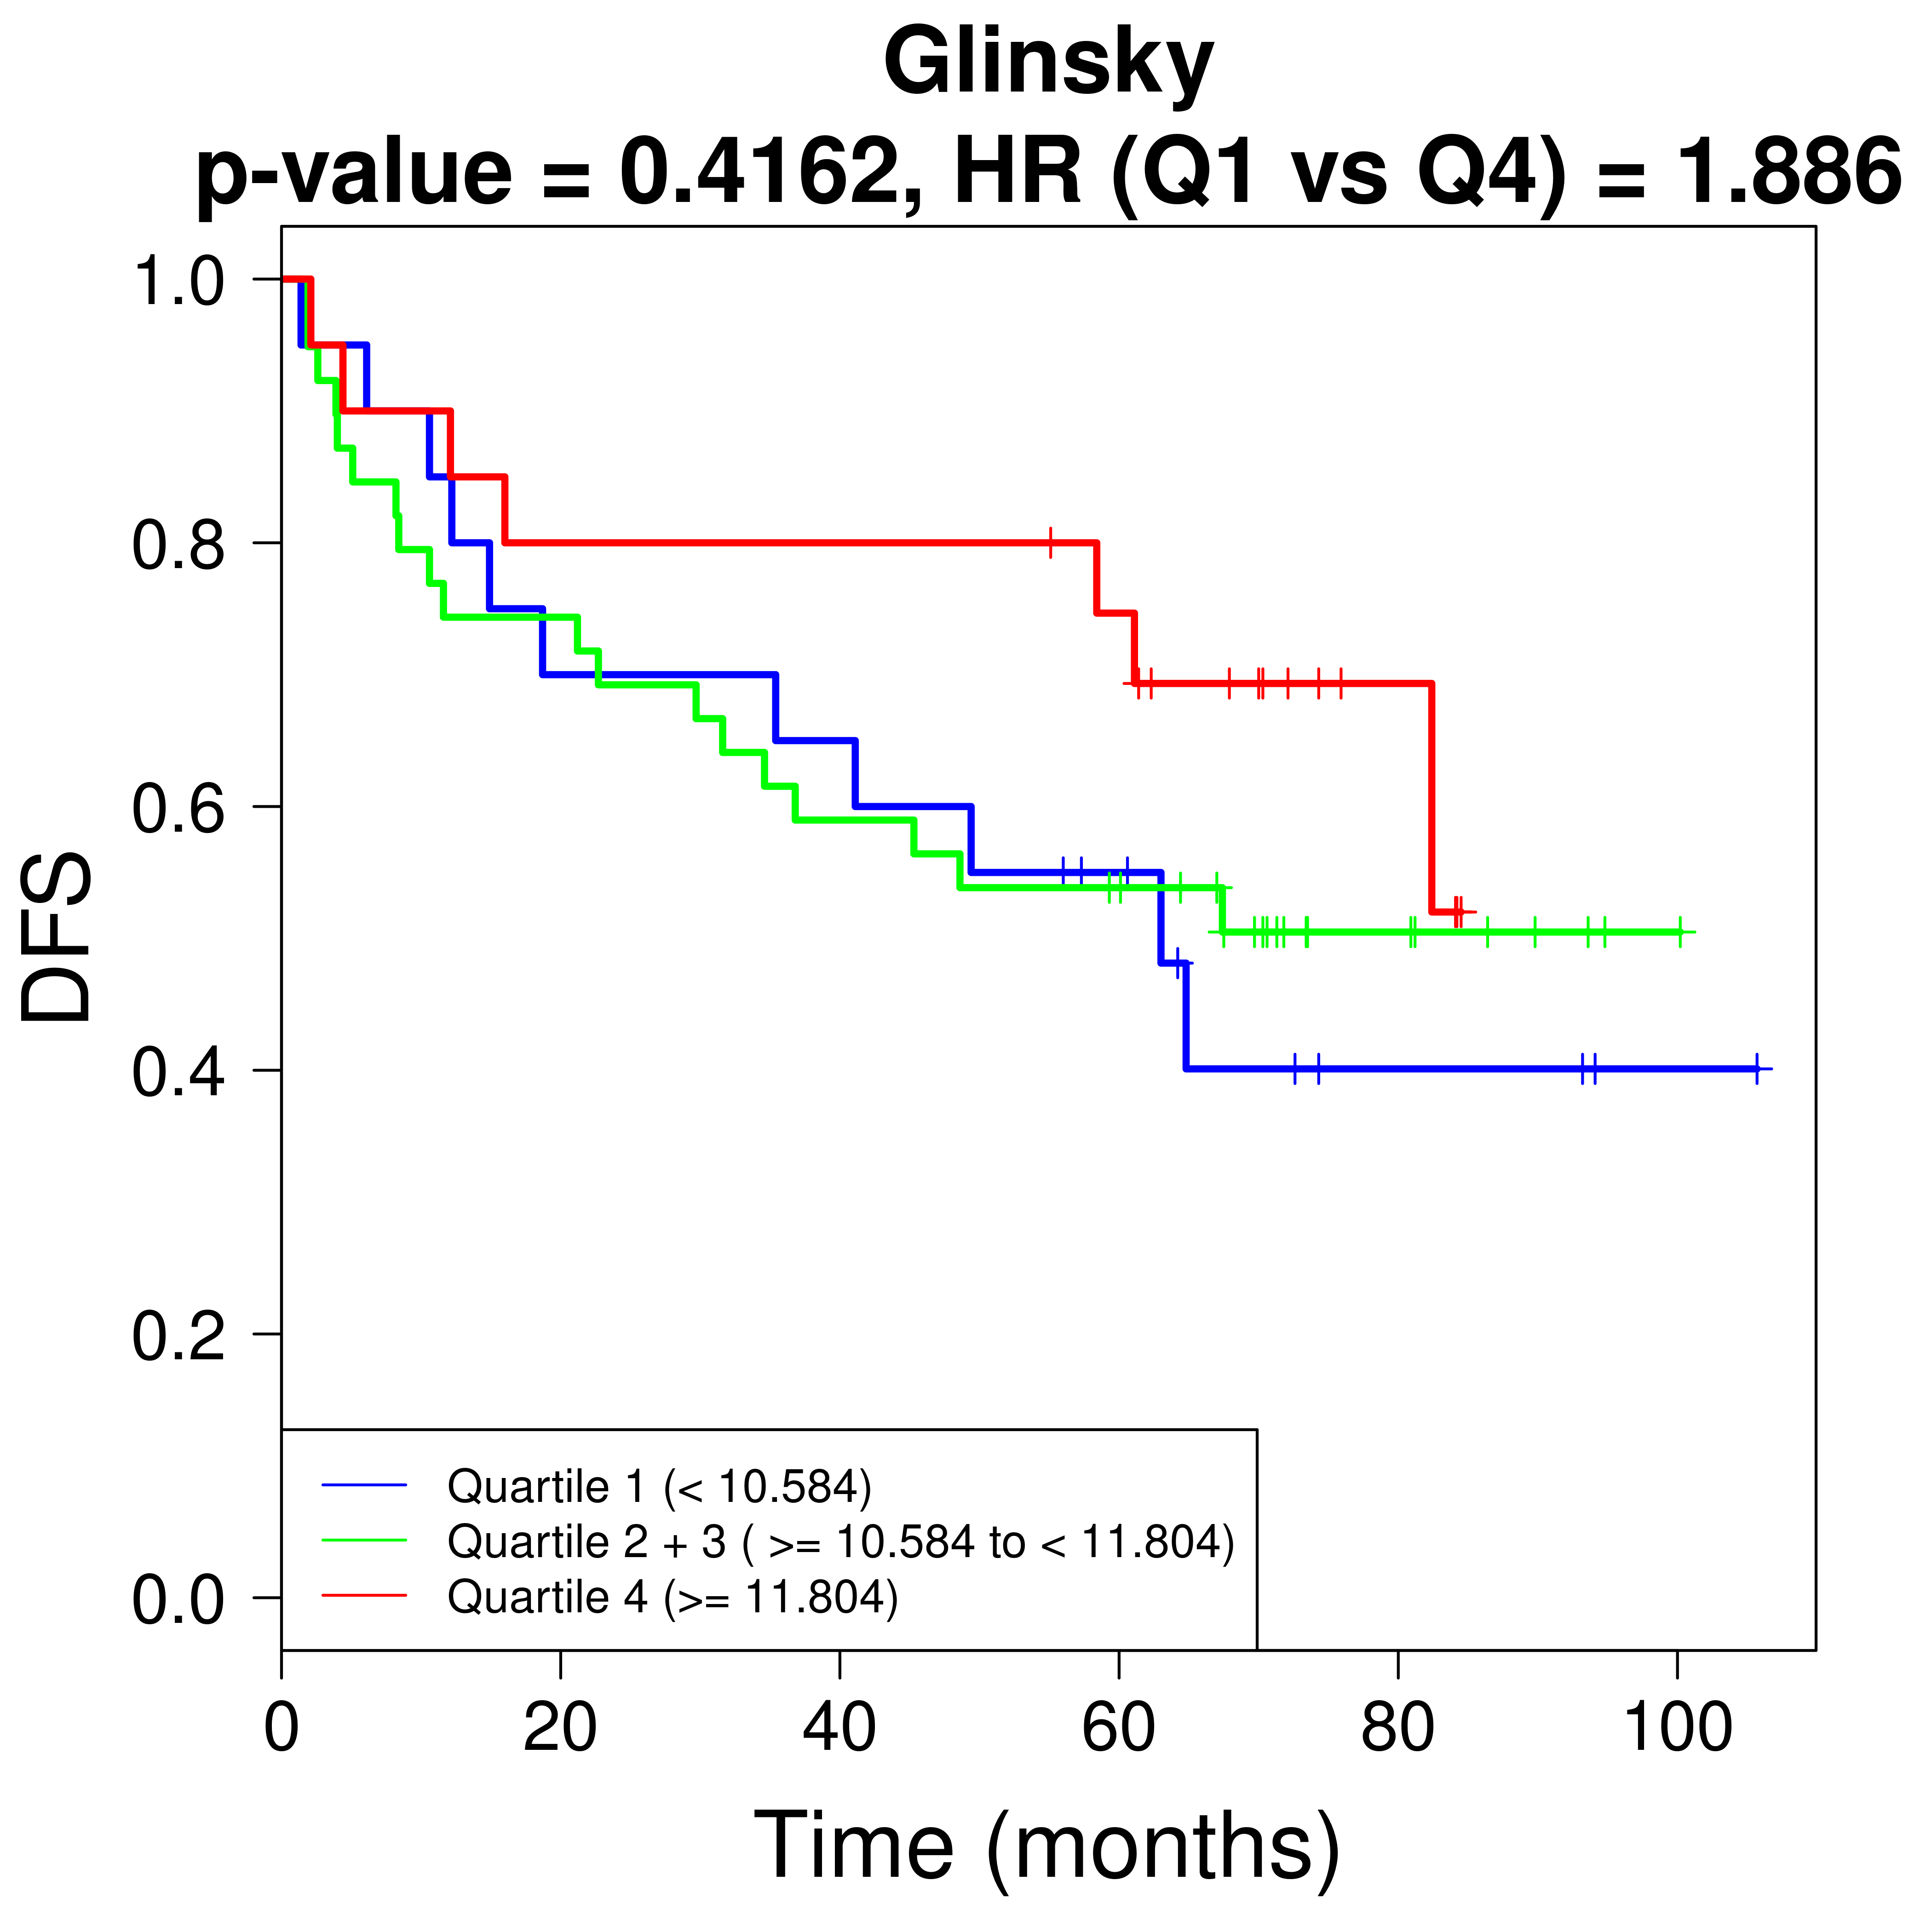 Glinsky
p-value = 0.4162, HR (Q1 vs Q4) = 1.886
1.0
0.8
0.6
0.4
0.2
0.0
DFS
Quartile 1 (< 10.584)
Quartile 2 + 3 ( >= 10.584 to < 11.804)
Quartile 4 (>= 11.804)
0 20 40 60 80 100
Time (months)